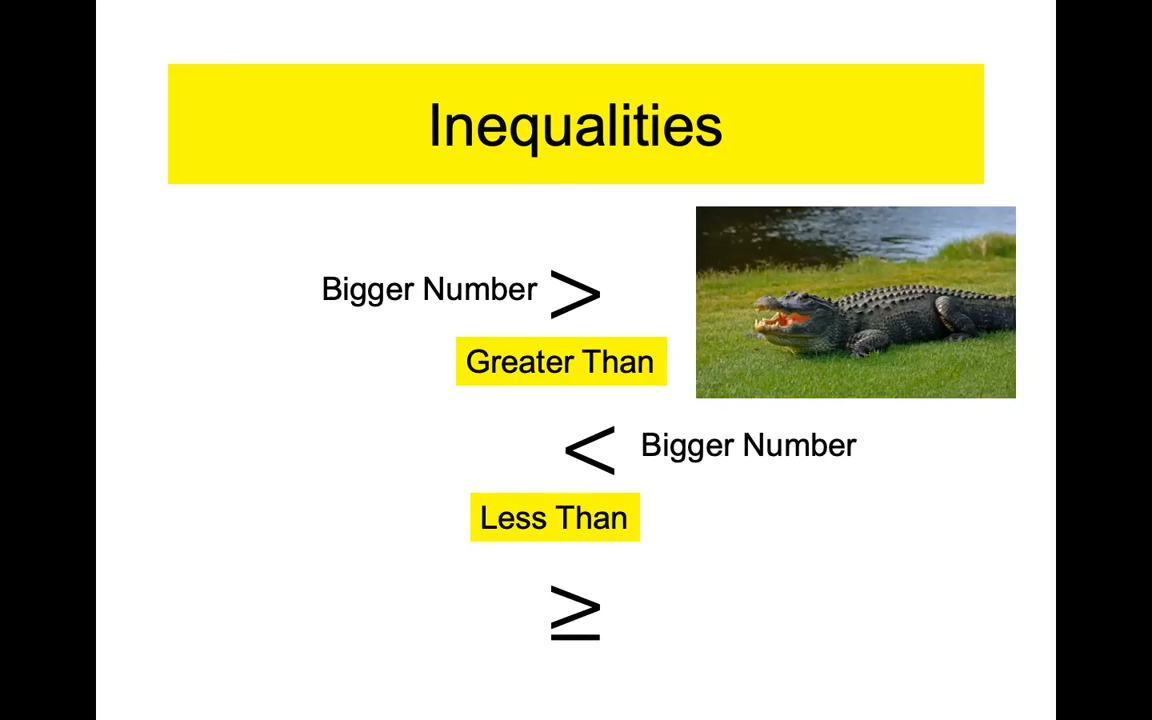 Inequalities
Bigger Number >
Greater Than
< Bigger Number
Less Than
≥